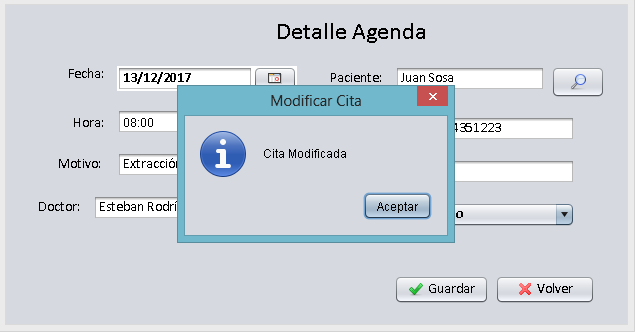 Detalle Agenda
Fecha: 13/12/2017 Paciente: Juan Sosa
Modificar Cita
Hora: 08:00 4351223
Cita Modificada
Motivo: Extracción
Doctor: Esteban Rodrí
Aceptar
Guardar Volver